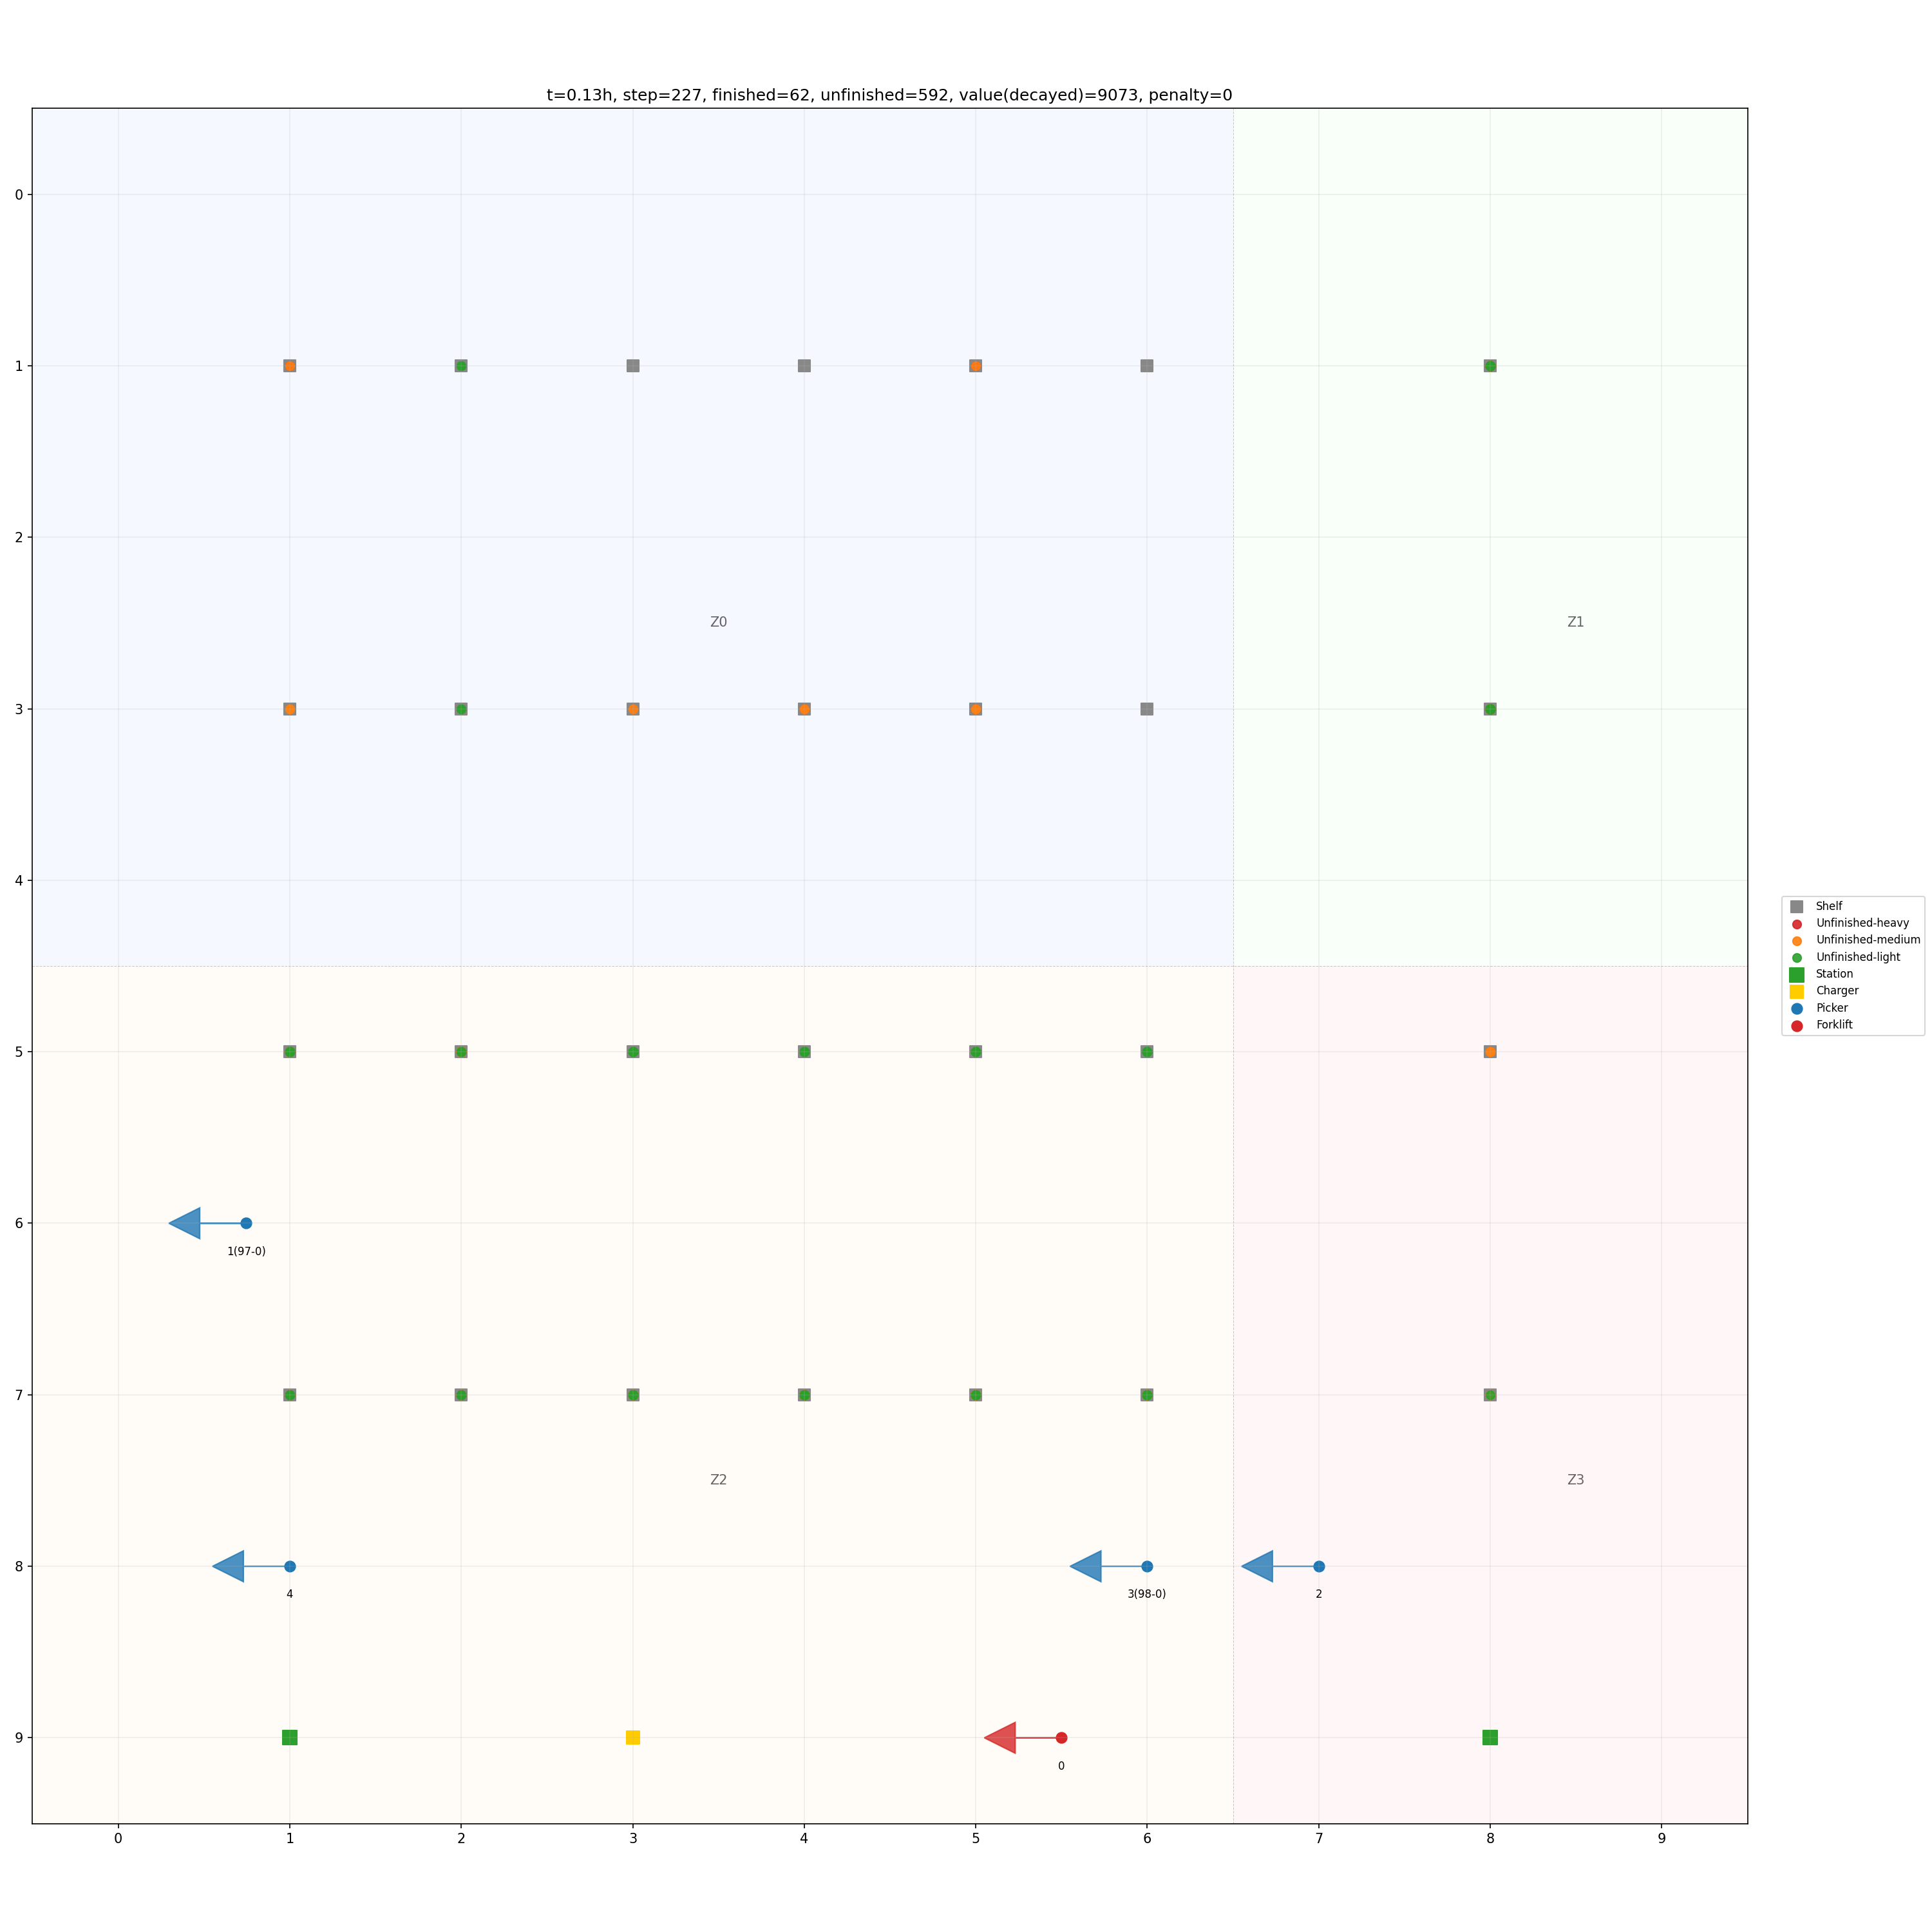 t=0.13h, step=227, finished=62, unfinished=592, value(decayed)=9073, penalty=0
0
1
2
Z0
Z1
3
4
Shelf
Unfinished-heavy
Unfinished-medium
Unfinished-light
Station
Charger
Picker
Forklift
5
6
1(97-0)
7
Z2
Z3
8
4
3(98-0)
2
9
0
0 1 2 3 4 5 6 7 8 9